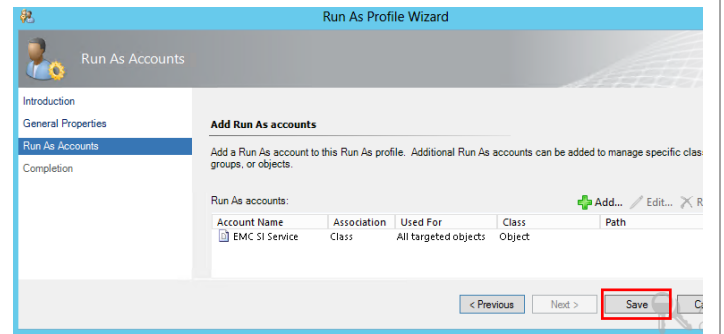 Run As Profile Wizard
Run As Accounts
Introduction
General Properties
Run As Accounts
Completion
Add Run As accounts
Add a Run As account to this Run As profile. Additional Run As accounts can be added to manage specific clas
groups, or objects.
Run As accounts:
Add... Edit... R
Account Name Association Used For Class Path
EMC SI Service Class All targeted objects Object
< Previous Next > Save Ca